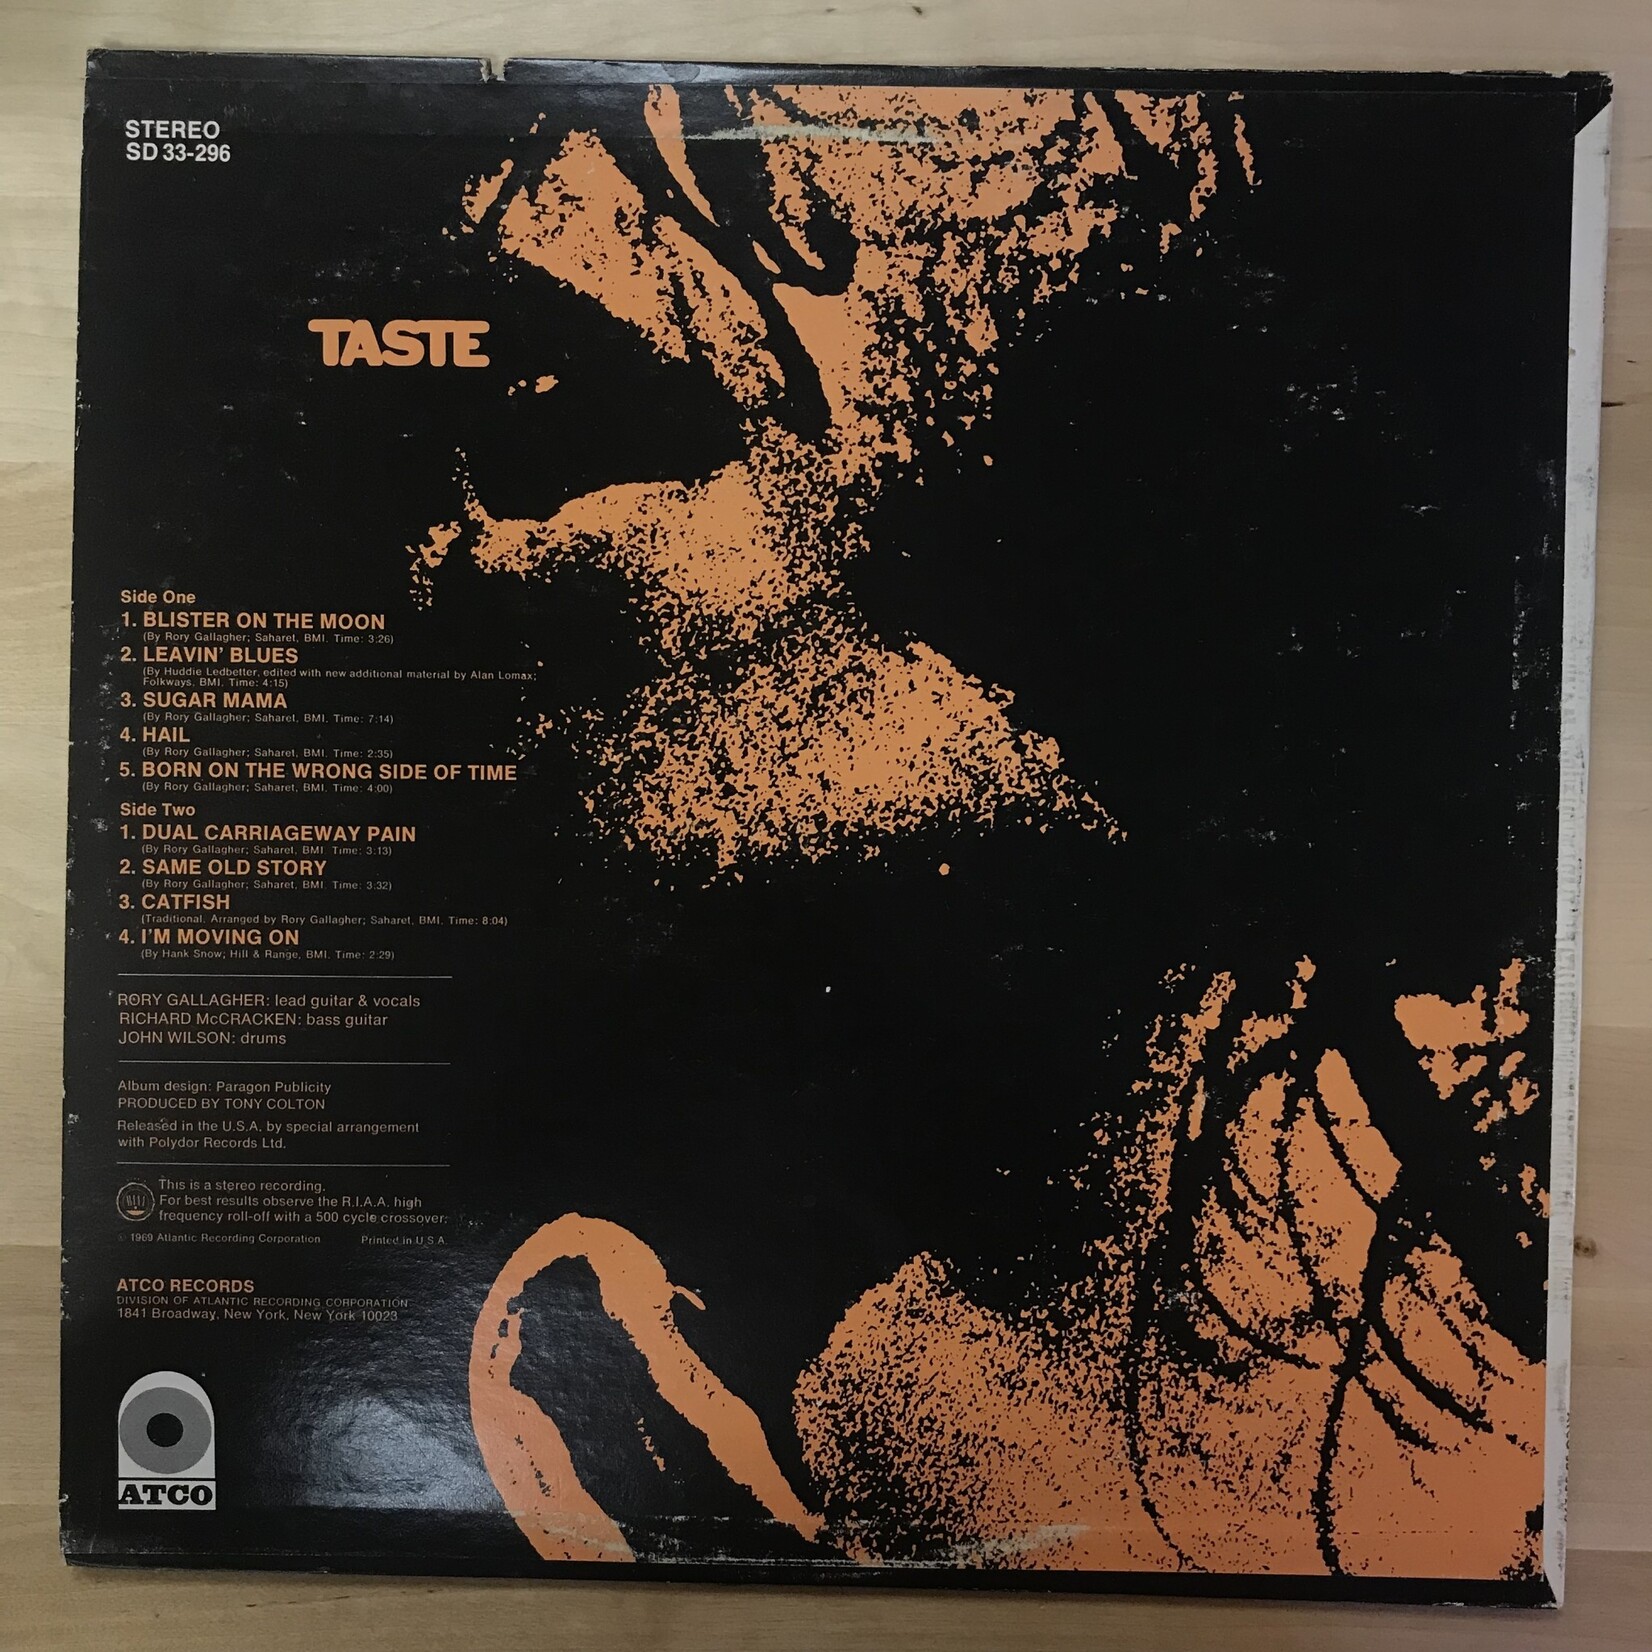 STEREO
SD 33-296
TASTE
Side One
1. BLISTER ON THE MOON
(By Rory Gallagher; Saharet, BMI. Time: 3:26)
2. LEAVIN' BLUES
(By Huddie Ledbetter, edited with new additional material by Alan Lomax;
Folkways, BMI. Time: 4:15)
3. SUGAR MAMA
(By Rory Gallagher; Saharet, BMI. Time: 7:14)
4. HAIL
(By Rory Gallagher; Saharet, BMI. Time: 2:35)
5. BORN ON THE WRONG SIDE OF TIME
(By Rory Gallagher; Saharet, BMI. Time: 4:00)
Side Two
1. DUAL CARRIAGEWAY PAIN
(By Rory Gallagher; Saharet, BMI. Time: 3:13)
2. SAME OLD STORY
(By Rory Gallagher; Saharet, BMI. Time: 3:32)
3. CATFISH
(Traditional. Arranged by Rory Gallagher; Saharet, BMI. Time: 8:04)
4. I'M MOVING ON
(By Hank Snow; Hill & Range, BMI. Time: 2:29)
RORY GALLAGHER: lead guitar & vocals
RICHARD McCRACKEN: bass guitar
JOHN WILSON: drums
Album design: Paragon Publicity
PRODUCED BY TONY COLTON
Released in the U.S.A. by special arrangement
with Polydor Records Ltd.
This is a stereo recording.
For best results observe the R.I.A.A. high
frequency roll-off with a 500 cycle crossover.
© 1969 Atlantic Recording Corporation Printed in U.S.A.
ATCO RECORDS
DIVISION OF ATLANTIC RECORDING CORPORATION
1841 Broadway, New York, New York 10023
ATCO